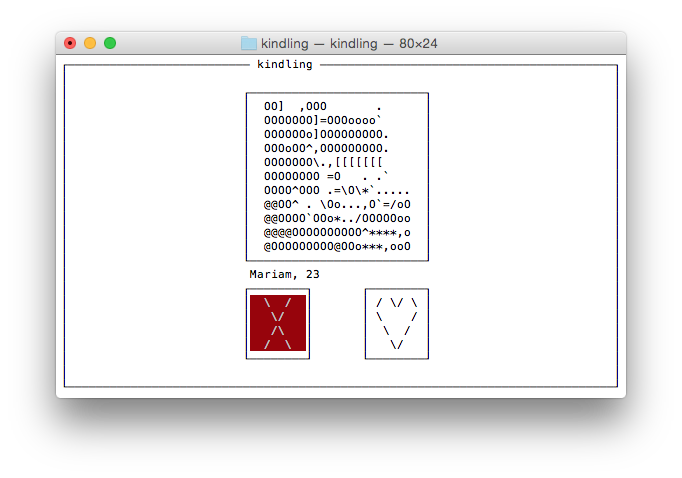 kindling — kindling — 80×24
kindling
OO]  ,OOO       .
OOOOOOO]=OOOoooo`
OOOOOOo]OOOOOOOOO.
OOOoOO^,OOOOOOOOO.
OOOOOOO\.,[[[[[[[
OOOOOOOO =O   . .`
OOOO^OOO .=\O\*`.....
@@OO^ . \Oo...,O`=/oO
@@OOOO`OOo*../OOOOOoo
@@@@OOOOOOOOOO^****,o
@OOOOOOOOO@OOo***,ooO
Mariam, 23
\  /     / \/ \
\/      \    /
/\       \  /
/  \       \/